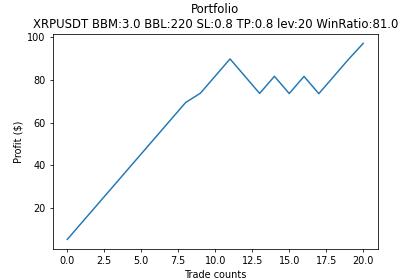 Portfolio
XRPUSDT BBM:3.0 BBL:220 SL:0.8 TP:0.8 lev:20 WinRatio:81.0
100
80
60
40
20
Profit ($)
0.0 2.5 5.0 7.5 10.0 12.5 15.0 17.5 20.0
Trade counts